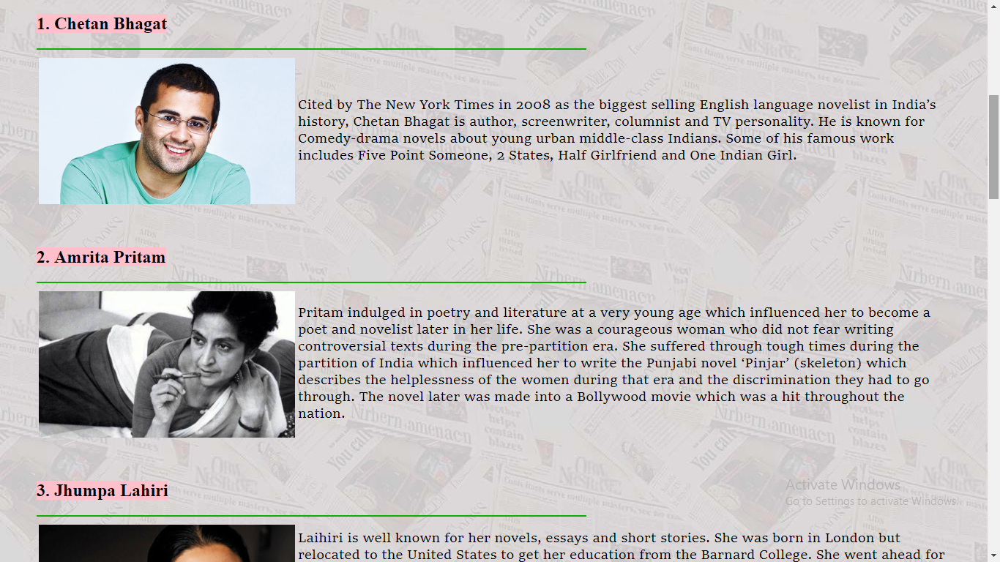 1. Chetan Bhagat
Cited by The New York Times in 2008 as the biggest selling English language novelist in India’s
history, Chetan Bhagat is author, screenwriter, columnist and TV personality. He is known for
Comedy-drama novels about young urban middle-class Indians. Some of his famous work
includes Five Point Someone, 2 States, Half Girlfriend and One Indian Girl.
2. Amrita Pritam
Pritam indulged in poetry and literature at a very young age which influenced her to become a
poet and novelist later in her life. She was a courageous woman who did not fear writing
controversial texts during the pre-partition era. She suffered through tough times during the
partition of India which influenced her to write the Punjabi novel ‘Pinjar’ (skeleton) which
describes the helplessness of the women during that era and the discrimination they had to go
through. The novel later was made into a Bollywood movie which was a hit throughout the
nation.
3. Jhumpa Lahiri
Activate Windows
Go to Settings to activate Windows.
Laihiri is well known for her novels, essays and short stories. She was born in London but
relocated to the United States to get her education from the Barnard College. She went ahead for